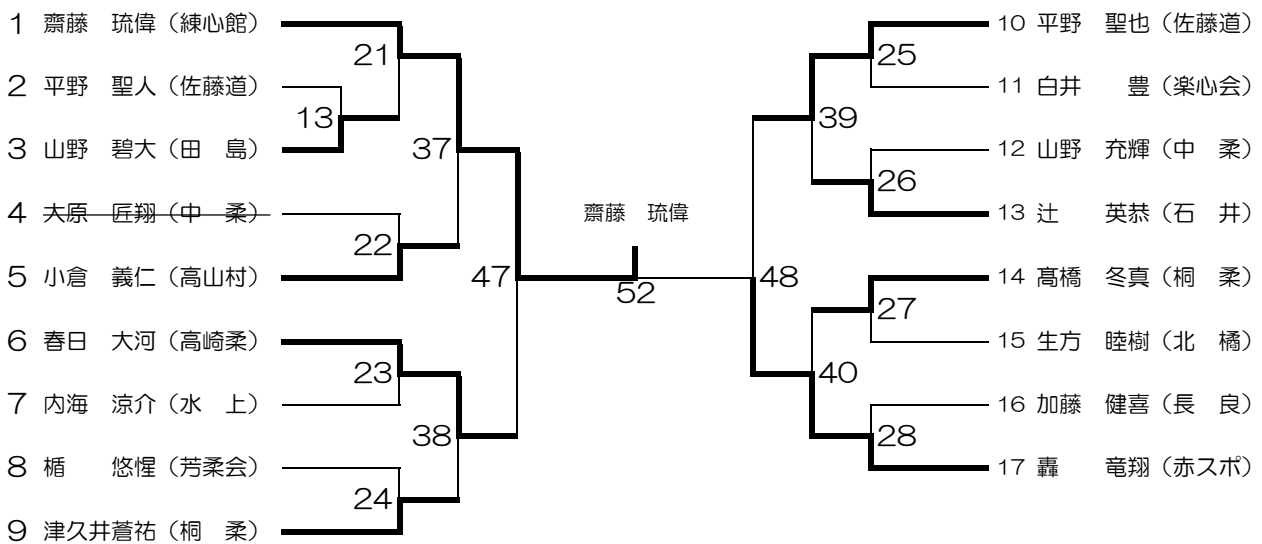 1 齋藤　琉偉（練心館）
2 平野　聖人（佐藤道）
3 山野　碧大（田　島）
4 大原　匠翔（中　柔）
5 小倉　義仁（高山村）
6 春日　大河（高崎柔）
7 内海　涼介（水　上）
8 楯　　悠惺（芳柔会）
9 津久井蒼祐（桐　柔）
21
13
37
22
47
23
38
24
齋藤　琉偉
52
25
39
26
48
27
40
28
10 平野　聖也（佐藤道）
11 白井　　豊（楽心会）
12 山野　充輝（中　柔）
13 辻　　英恭（石　井）
14 髙橋　冬真（桐　柔）
15 生方　睦樹（北　橘）
16 加藤　健喜（長　良）
17 轟　　竜翔（赤スポ）